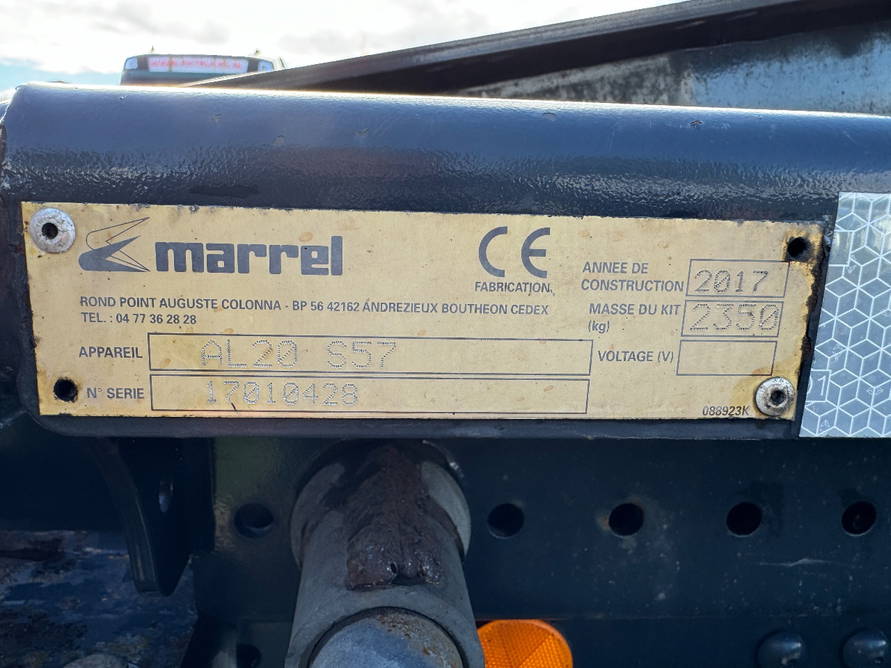 marrel
CE
FABRICATION
ANNEE DE CONSTRUCTION 2017
MASSE DU KIT (kg) 2350
VOLTAGE (V)
ROND POINT AUGUSTE COLONNA - BP 56 42162 ANDREZIEUX BOUTHEON CEDEX
TEL. : 04 77 36 28 28
APPAREIL AL20 S57
N° SERIE 17010428
088923K